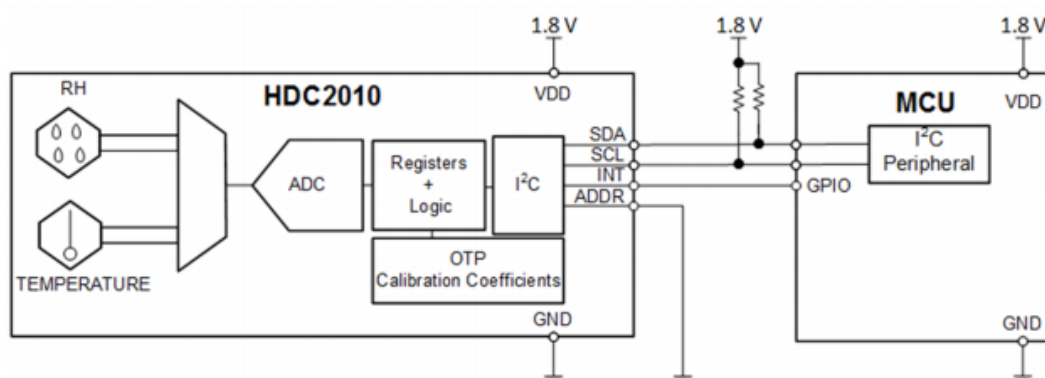 1.8 V
1.8 V
1.8 V
RH
HDC2010
VDD
MCU
VDD
SDA
SCL
INT
ADDR
I²C
Peripheral
GPIO
ADC
Registers
+
Logic
I²C
TEMPERATURE
OTP
Calibration Coefficients
GND
GND